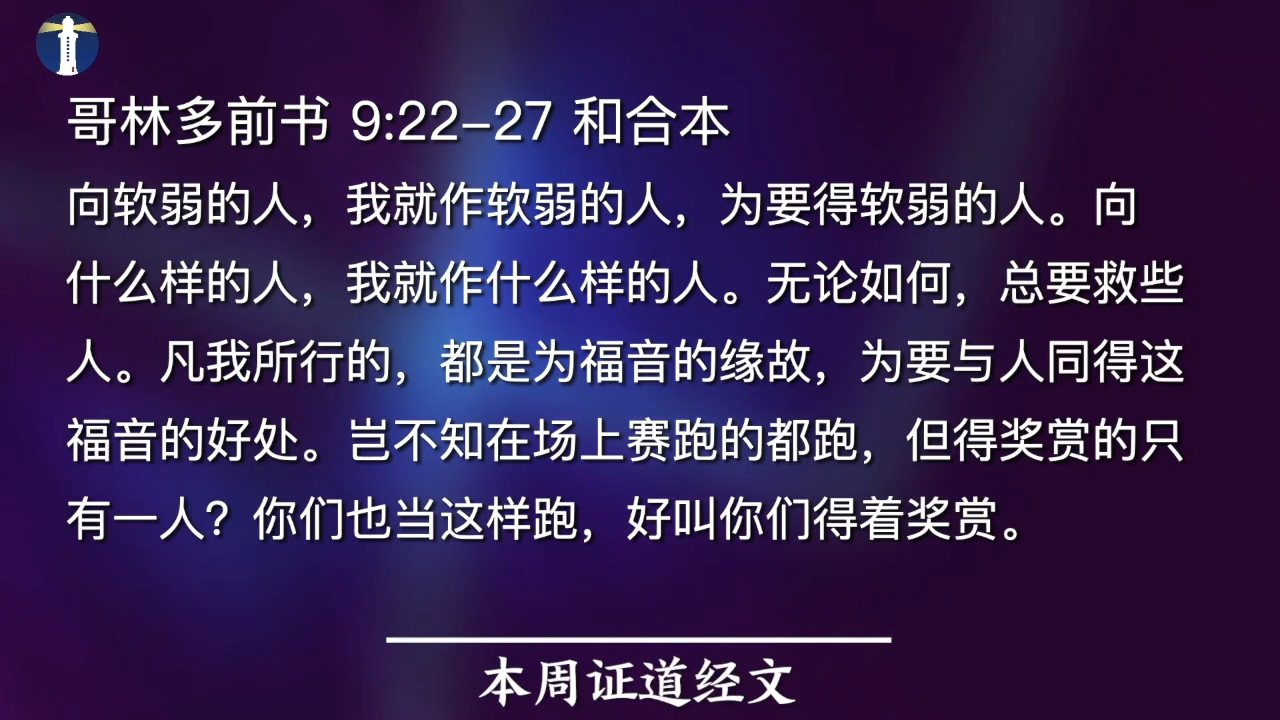 哥林多前书 9:22–27 和合本
向软弱的人，我就作软弱的人，为要得软弱的人。向
什么样的人，我就作什么样的人。无论如何，总要救些
人。凡我所行的，都是为福音的缘故，为要与人同得这
福音的好处。岂不知在场上赛跑的都跑，但得奖赏的只
有一人？你们也当这样跑，好叫你们得着奖赏。
本周证道经文